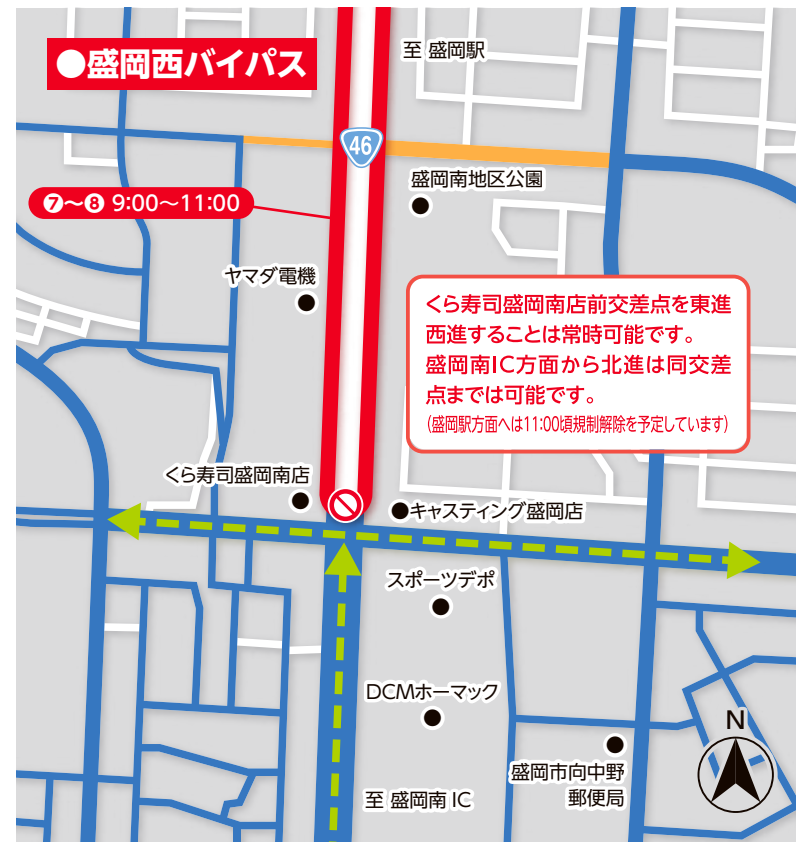 ●盛岡西バイパス
至 盛岡駅
46
盛岡南地区公園
❼〜❽ 9:00〜11:00
ヤマダ電機
くら寿司盛岡南店前交差点を東進
西進することは常時可能です。
盛岡南IC方面から北進は同交差
点までは可能です。
(盛岡駅方面へは11:00頃規制解除を予定しています)
くら寿司盛岡南店
キャスティング盛岡店
スポーツデポ
DCMホーマック
N
盛岡市向中野
郵便局
至 盛岡南 IC